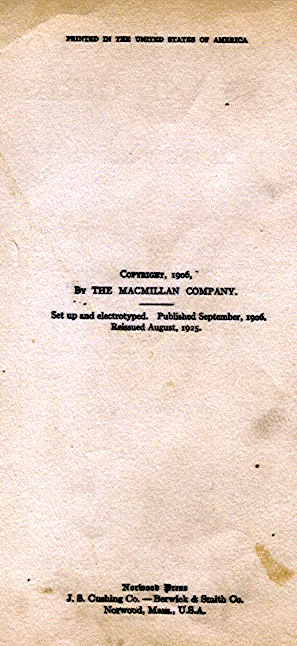 PRINTED IN THE UNITED STATES OF AMERICA
COPYRIGHT, 1906,
BY THE MACMILLAN COMPANY.
Set up and electrotyped. Published September, 1906.
Reissued August, 1925.
Norwood Press
J. S. Cushing Co. — Berwick & Smith Co.
Norwood, Mass., U.S.A.